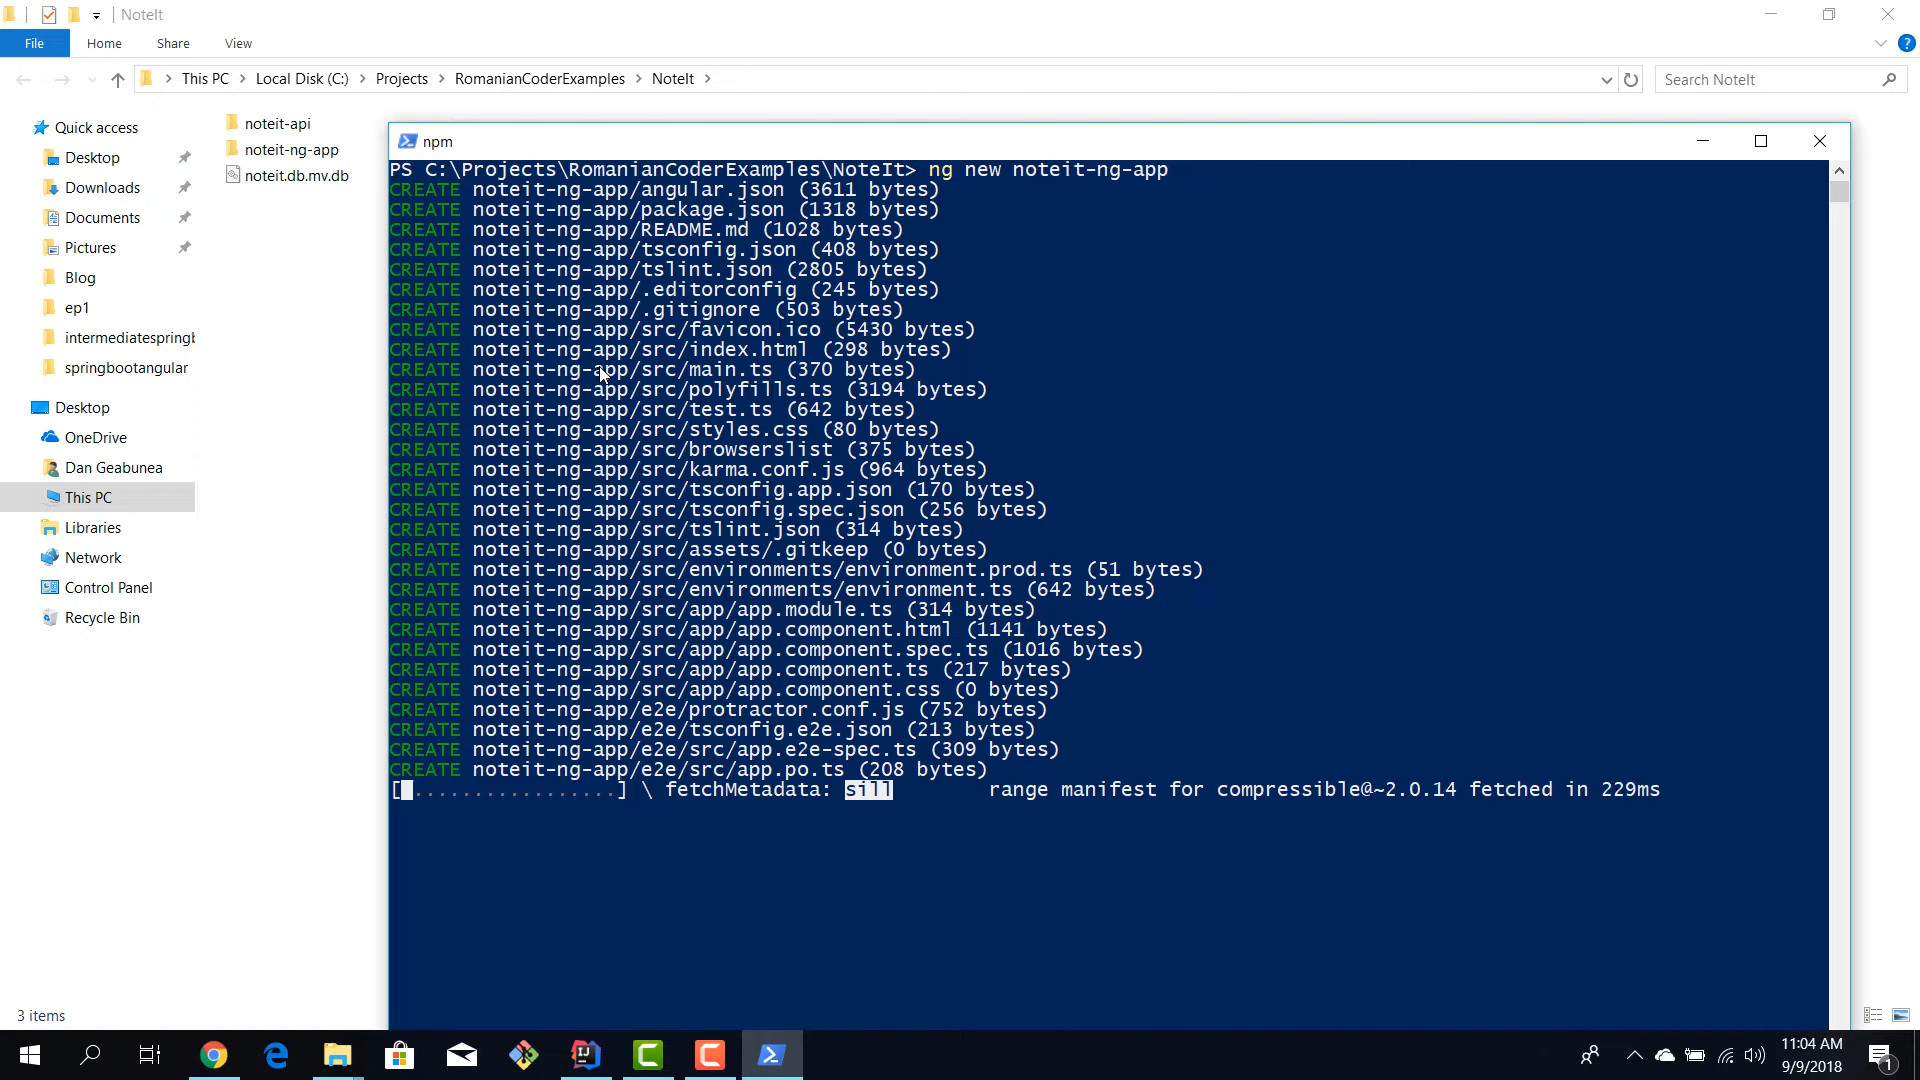 NoteIt
File Home Share View
This PC Local Disk (C:) Projects RomanianCoderExamples NoteIt
Search NoteIt
Quick access
Desktop
Downloads
Documents
Pictures
Blog
ep1
intermediatespringb
springbootangular
Desktop
OneDrive
Dan Geabunea
This PC
Libraries
Network
Control Panel
Recycle Bin
noteit-api
noteit-ng-app
noteit.db.mv.db
npm
PS C:\Projects\RomanianCoderExamples\NoteIt> ng new noteit-ng-app
CREATE noteit-ng-app/angular.json (3611 bytes)
CREATE noteit-ng-app/package.json (1318 bytes)
CREATE noteit-ng-app/README.md (1028 bytes)
CREATE noteit-ng-app/tsconfig.json (408 bytes)
CREATE noteit-ng-app/tslint.json (2805 bytes)
CREATE noteit-ng-app/.editorconfig (245 bytes)
CREATE noteit-ng-app/.gitignore (503 bytes)
CREATE noteit-ng-app/src/favicon.ico (5430 bytes)
CREATE noteit-ng-app/src/index.html (298 bytes)
CREATE noteit-ng-app/src/main.ts (370 bytes)
CREATE noteit-ng-app/src/polyfills.ts (3194 bytes)
CREATE noteit-ng-app/src/test.ts (642 bytes)
CREATE noteit-ng-app/src/styles.css (80 bytes)
CREATE noteit-ng-app/src/browserslist (375 bytes)
CREATE noteit-ng-app/src/karma.conf.js (964 bytes)
CREATE noteit-ng-app/src/tsconfig.app.json (170 bytes)
CREATE noteit-ng-app/src/tsconfig.spec.json (256 bytes)
CREATE noteit-ng-app/src/tslint.json (314 bytes)
CREATE noteit-ng-app/src/assets/.gitkeep (0 bytes)
CREATE noteit-ng-app/src/environments/environment.prod.ts (51 bytes)
CREATE noteit-ng-app/src/environments/environment.ts (642 bytes)
CREATE noteit-ng-app/src/app/app.module.ts (314 bytes)
CREATE noteit-ng-app/src/app/app.component.html (1141 bytes)
CREATE noteit-ng-app/src/app/app.component.spec.ts (1016 bytes)
CREATE noteit-ng-app/src/app/app.component.ts (217 bytes)
CREATE noteit-ng-app/src/app/app.component.css (0 bytes)
CREATE noteit-ng-app/e2e/protractor.conf.js (752 bytes)
CREATE noteit-ng-app/e2e/tsconfig.e2e.json (213 bytes)
CREATE noteit-ng-app/e2e/src/app.e2e-spec.ts (309 bytes)
CREATE noteit-ng-app/e2e/src/app.po.ts (208 bytes)
[ .................] \ fetchMetadata: sill range manifest for compressible@~2.0.14 fetched in 229ms
3 items
11:04 AM
9/9/2018
1